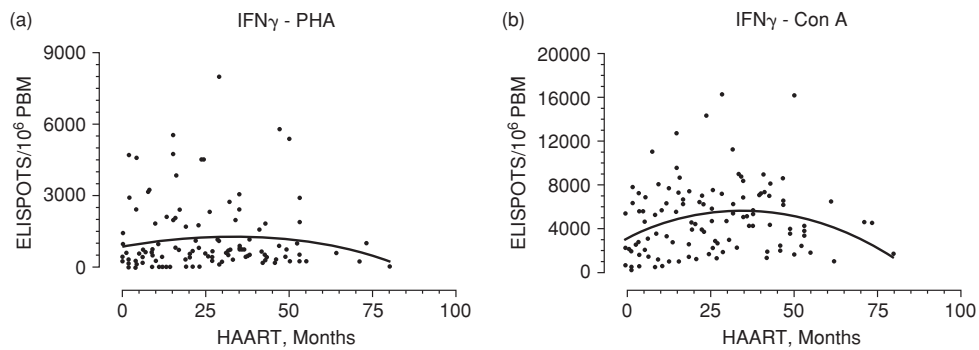 (a)
IFNγ - PHA
ELISPOTS/10⁶ PBM
9000
6000
3000
0
0 25 50 75 100
HAART, Months
(b)
IFNγ - Con A
ELISPOTS/10⁶ PBM
20000
16000
12000
8000
4000
0
0 25 50 75 100
HAART, Months